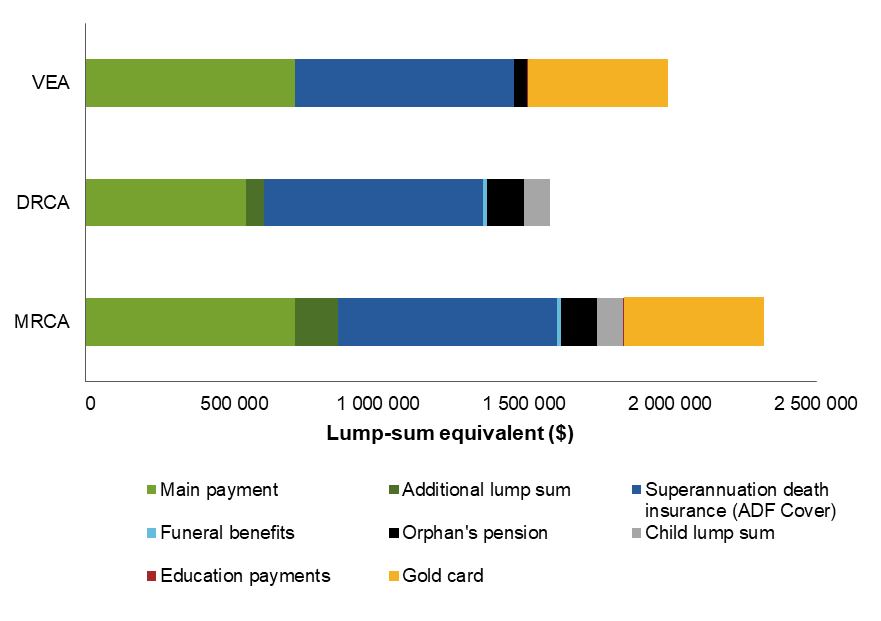 VEA
DRCA
MRCA
0 500 000 1 000 000 1 500 000 2 000 000 2 500 000
Lump-sum equivalent ($)
Main payment
Additional lump sum
Superannuation death
insurance (ADF Cover)
Funeral benefits
Orphan's pension
Child lump sum
Education payments
Gold card